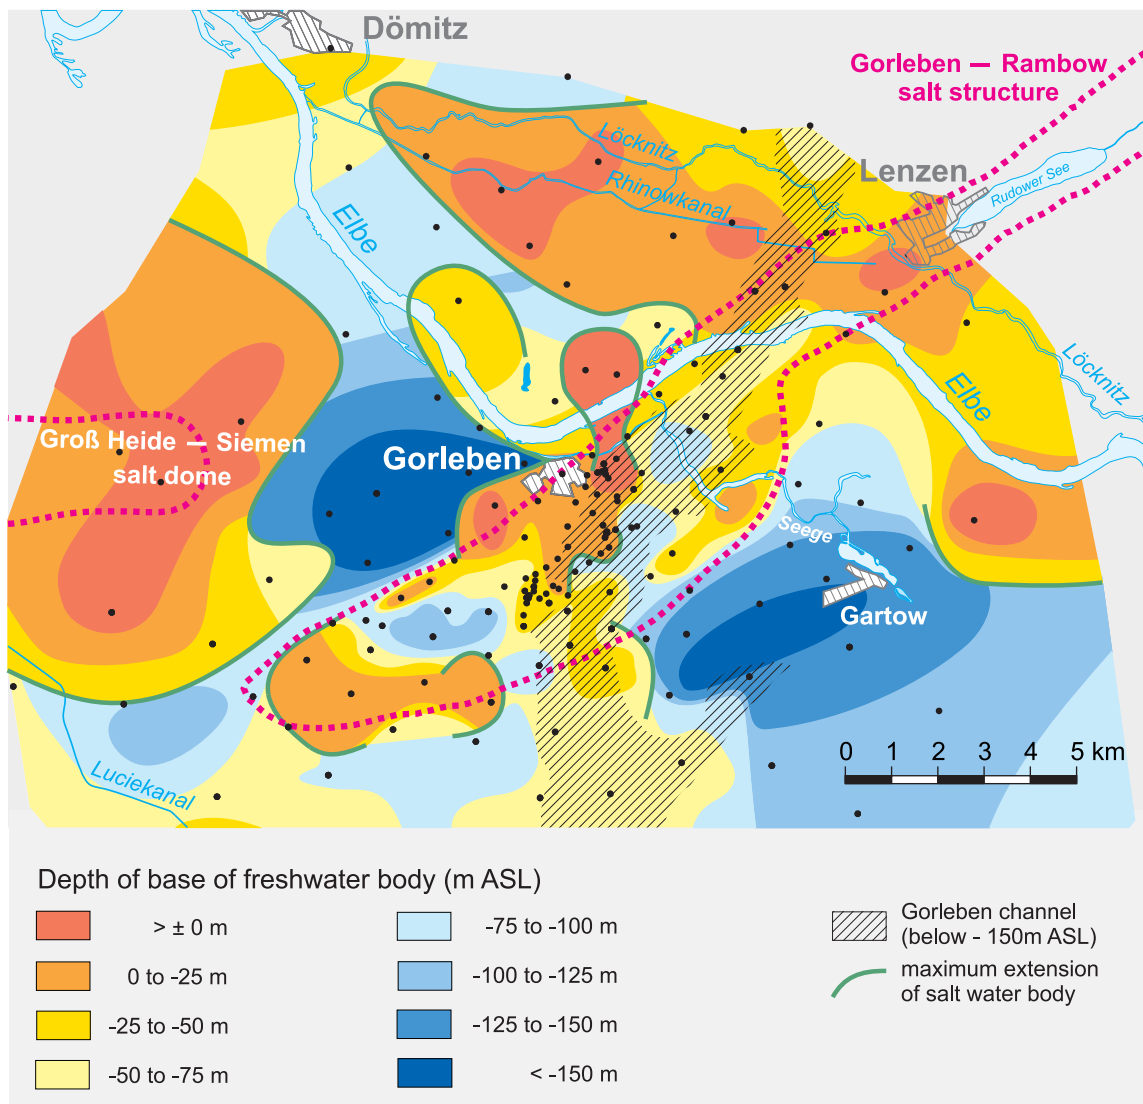 Dömitz
Gorleben — Rambow
salt structure
Löcknitz
Lenzen
Rhinowkanal
Rudower See
Elbe
Löcknitz
Elbe
Groß Heide — Siemen
salt dome
Gorleben
Seege
Gartow
Luciekanal
0 1 2 3 4 5 km
Depth of base of freshwater body (m ASL)
> ± 0 m
0 to -25 m
-25 to -50 m
-50 to -75 m
-75 to -100 m
-100 to -125 m
-125 to -150 m
< -150 m
Gorleben channel
(below - 150m ASL)
maximum extension
of salt water body